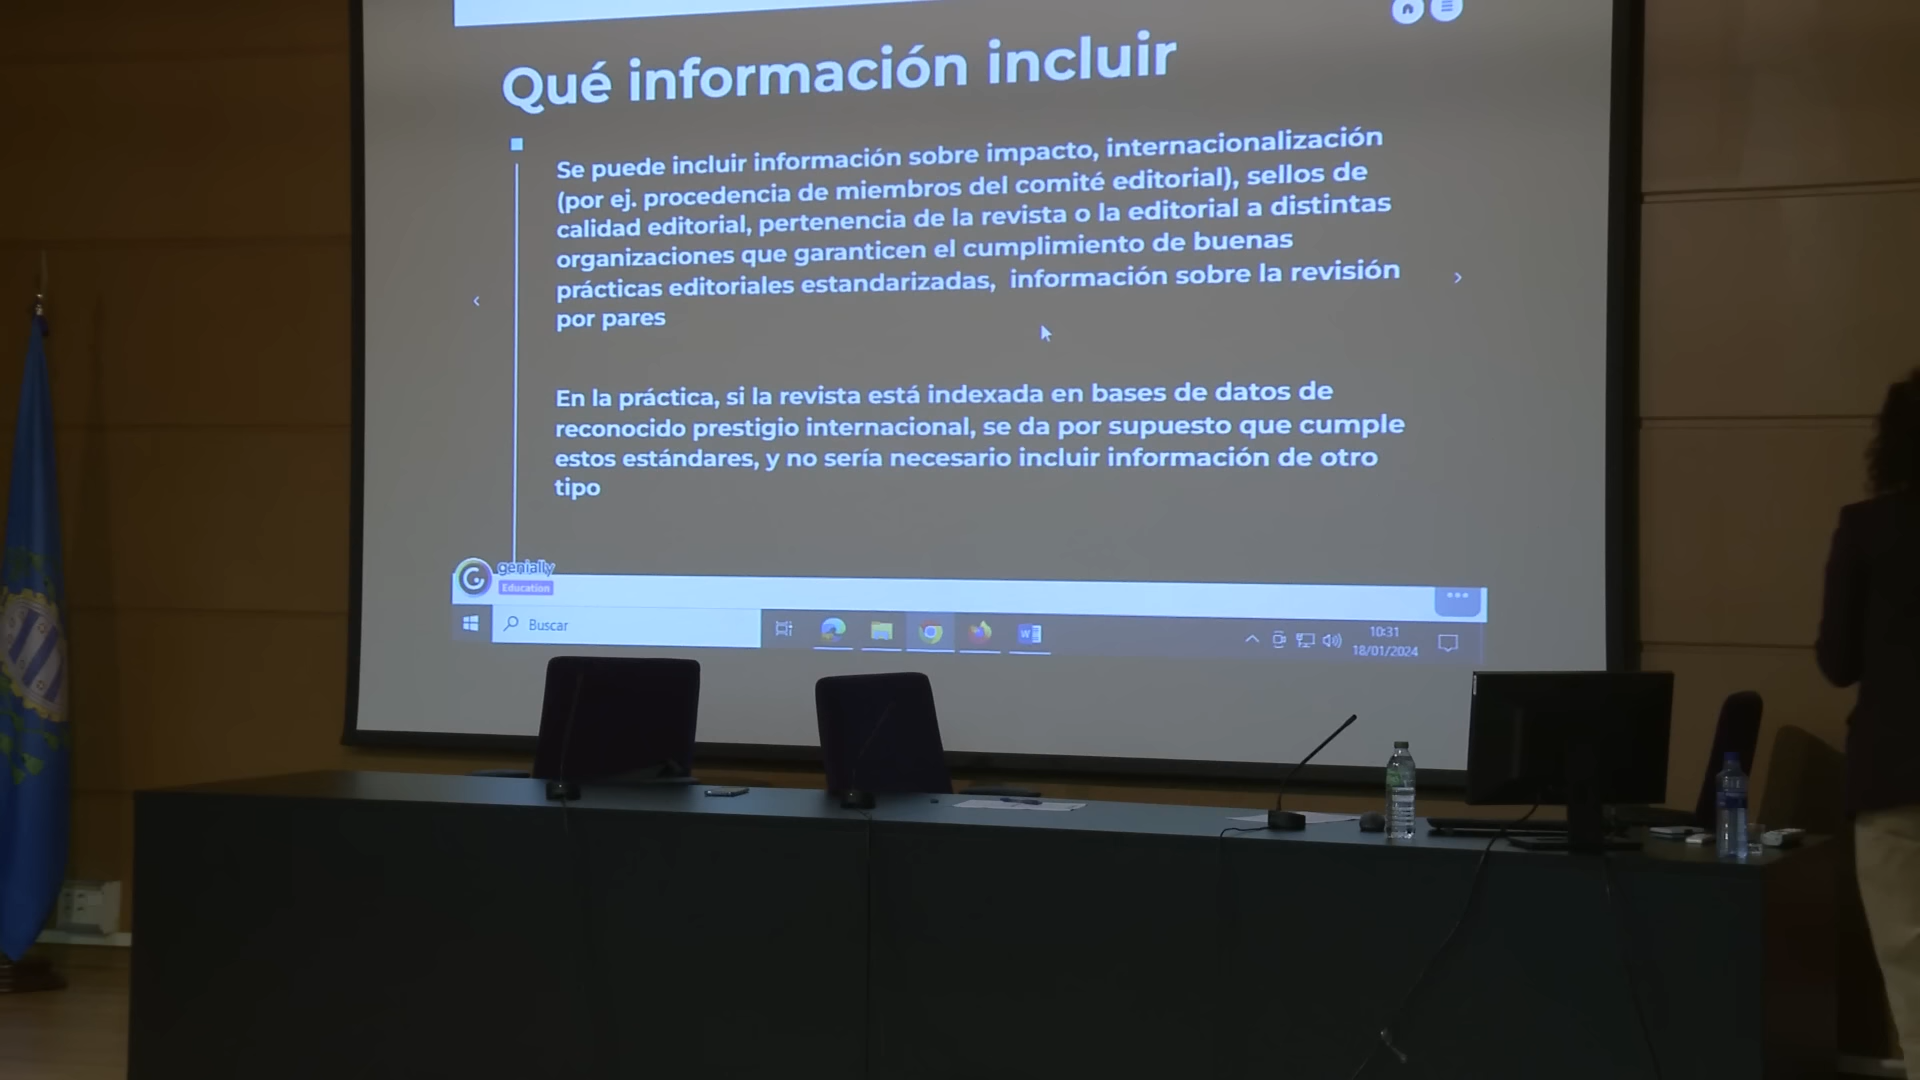 Qué información incluir
Se puede incluir información sobre impacto, internacionalización
(por ej. procedencia de miembros del comité editorial), sellos de
calidad editorial, pertenencia de la revista o la editorial a distintas
organizaciones que garanticen el cumplimiento de buenas
prácticas editoriales estandarizadas, información sobre la revisión
por pares
En la práctica, si la revista está indexada en bases de datos de
reconocido prestigio internacional, se da por supuesto que cumple
estos estándares, y no sería necesario incluir información de otro
tipo
genially
Education
Buscar
10:31
18/01/2024